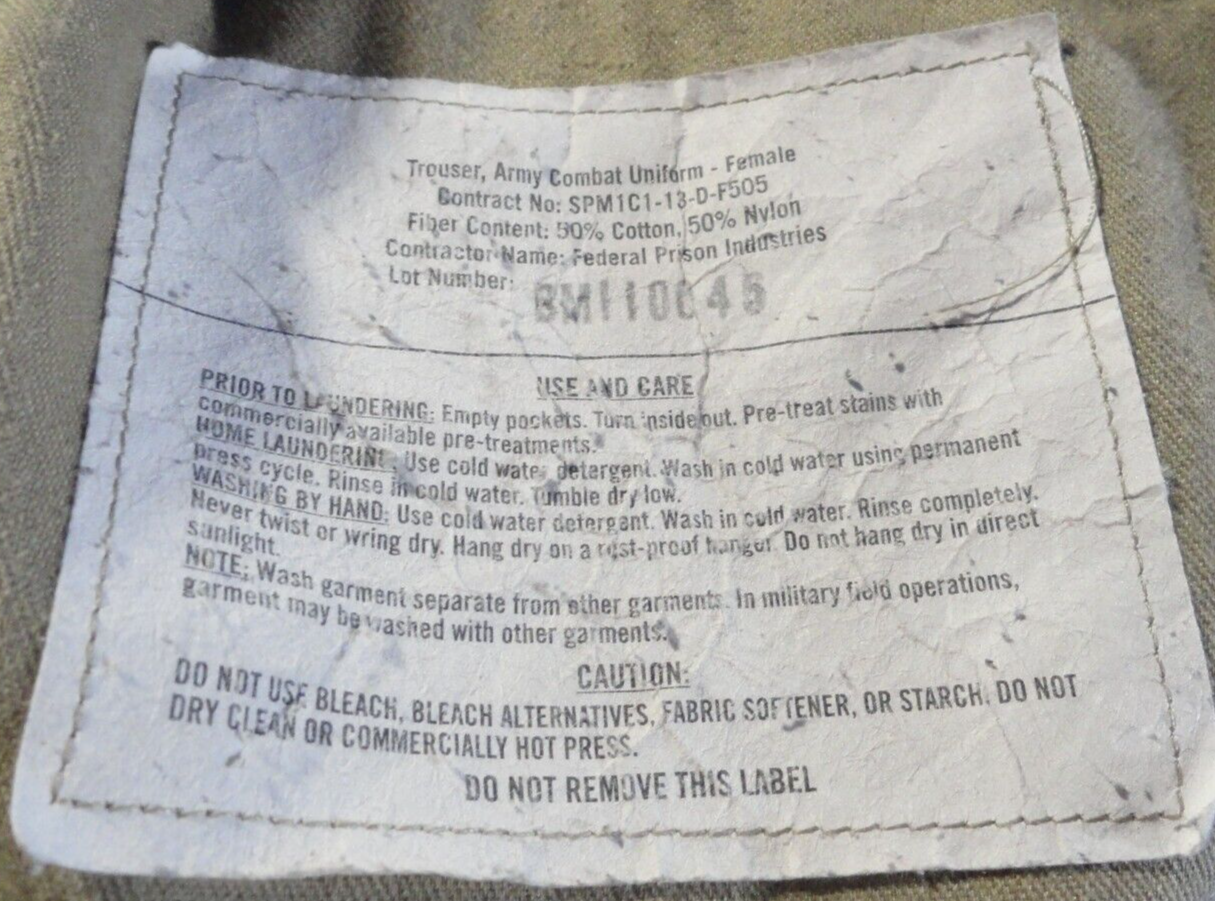 Trouser, Army Combat Uniform - Female
Contract No: SPM1C1-13-D-F505
Fiber Content: 50% Cotton, 50% Nylon
Contractor Name: Federal Prison Industries
Lot Number:
USE AND CARE
PRIOR TO LAUNDERING: Empty pockets. Turn inside out. Pre-treat stains with
commercially available pre-treatments.
HOME LAUNDERING: Use cold water detergent. Wash in cold water using permanent
press cycle. Rinse in cold water. Tumble dry low.
WASHING BY HAND: Use cold water detergent. Wash in cold water. Rinse completely.
Never twist or wring dry. Hang dry on a rust-proof hanger. Do not hang dry in direct
sunlight.
NOTE: Wash garment separate from other garments. In military field operations,
garment may be washed with other garments.
CAUTION:
DO NOT USE BLEACH, BLEACH ALTERNATIVES, FABRIC SOFTENER, OR STARCH. DO NOT
DRY CLEAN OR COMMERCIALLY HOT PRESS.
DO NOT REMOVE THIS LABEL